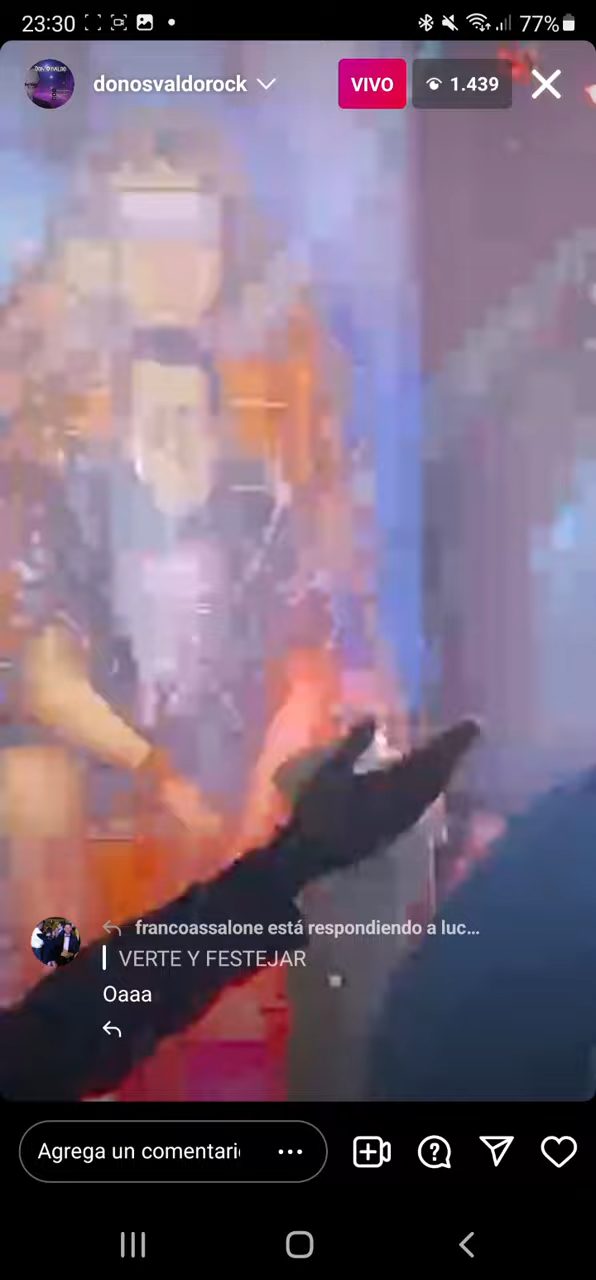 23:30
77%
donosvaldorock
VIVO
1.439
francoassalone está respondiendo a luc...
VERTE Y FESTEJAR
Oaaa
Agrega un comentari